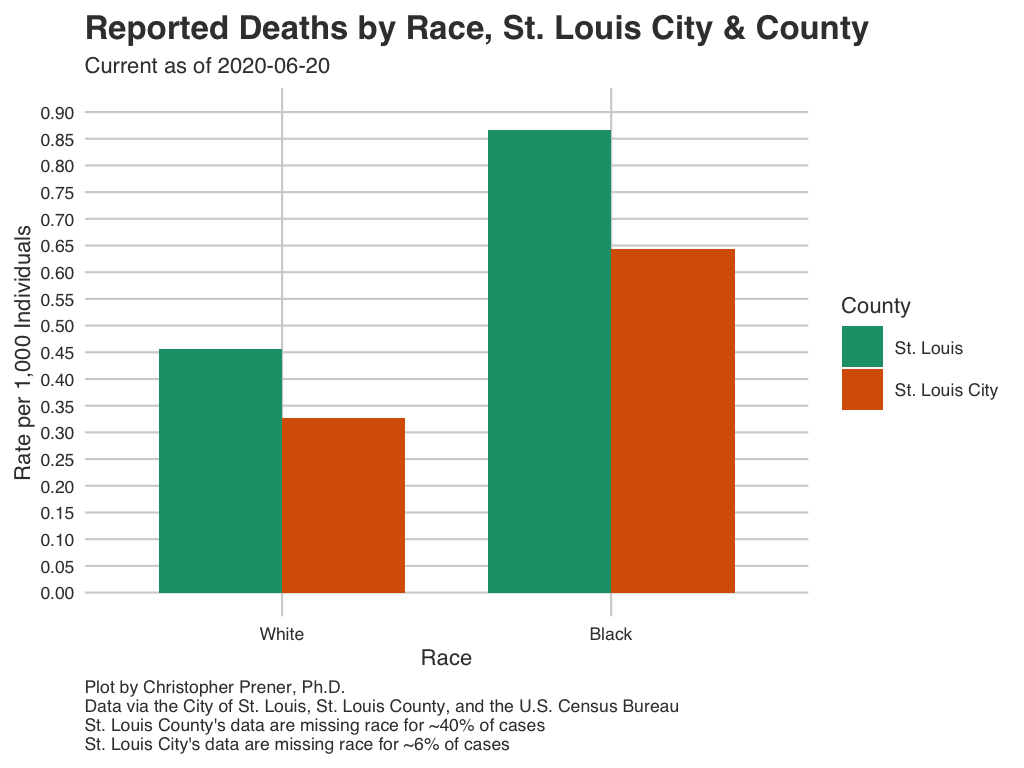 Reported Deaths by Race, St. Louis City & County
Current as of 2020-06-20
Rate per 1,000 Individuals
0.90
0.85
0.80
0.75
0.70
0.65
0.60
0.55
0.50
0.45
0.40
0.35
0.30
0.25
0.20
0.15
0.10
0.05
0.00
White
Black
Race
County
St. Louis
St. Louis City
Plot by Christopher Prener, Ph.D.
Data via the City of St. Louis, St. Louis County, and the U.S. Census Bureau
St. Louis County's data are missing race for ~40% of cases
St. Louis City's data are missing race for ~6% of cases